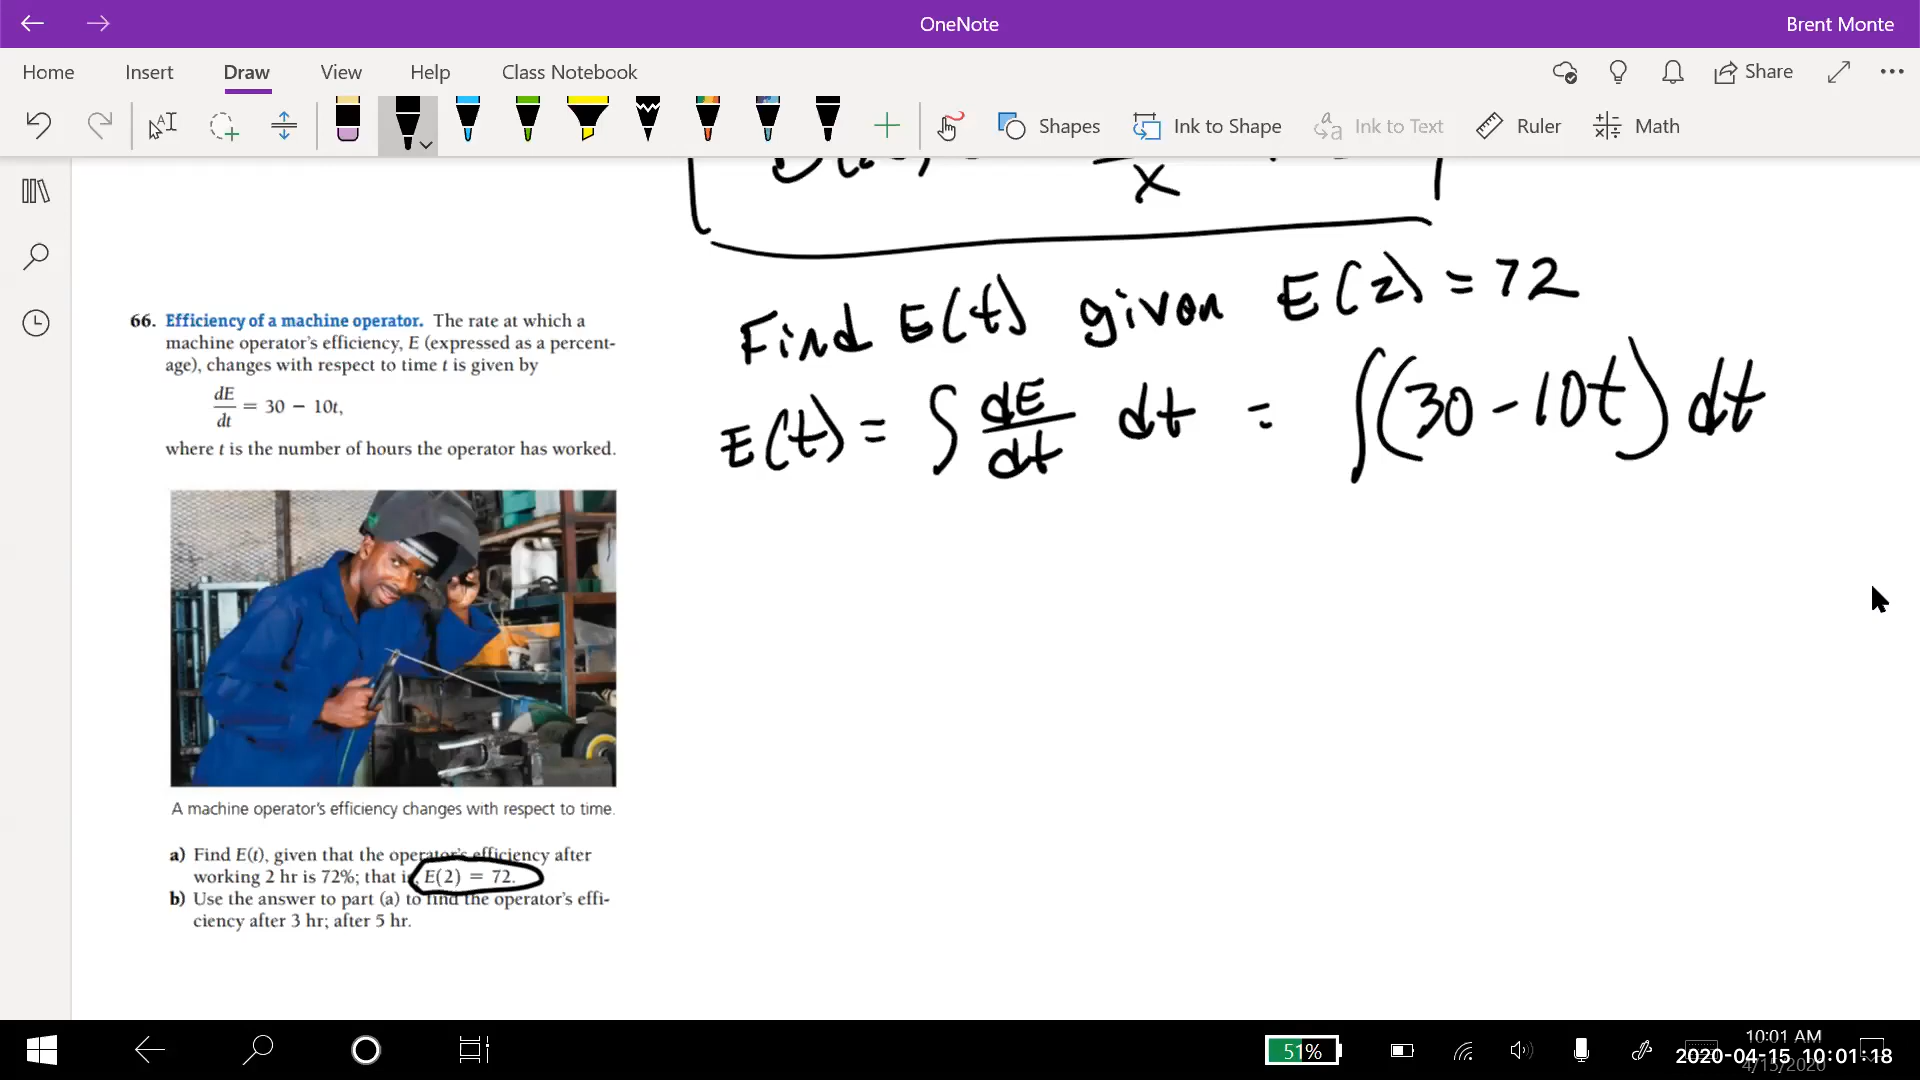 OneNote
Brent Monte
Home Insert Draw View Help Class Notebook
Share
Shapes Ink to Shape Ink to Text Ruler Math
x
Find E(t) given E(2) = 72
E(t) = ∫ dE/dt dt = ∫(30 - 10t) dt
66. Efficiency of a machine operator. The rate at which a
machine operator's efficiency, E (expressed as a percent-
age), changes with respect to time t is given by
dE/dt = 30 − 10t,
where t is the number of hours the operator has worked.
A machine operator's efficiency changes with respect to time.
a) Find E(t), given that the operator's efficiency after
working 2 hr is 72%; that is, E(2) = 72.
b) Use the answer to part (a) to find the operator's effi-
ciency after 3 hr; after 5 hr.
51%
10:01 AM
2020-04-15 10:01:18
4/15/2020